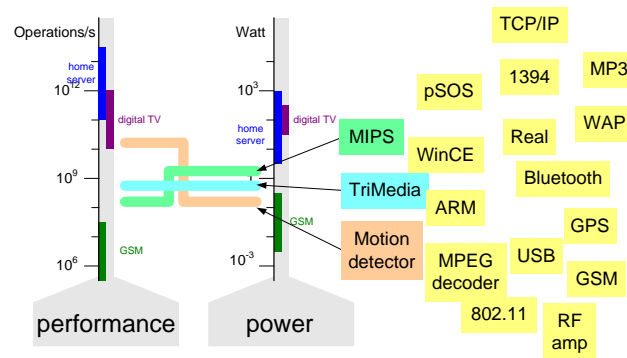 Operations/s
home
server
10^12
digital TV
10^9
GSM
10^6
performance
Watt
10^3
digital TV
home
server
GSM
10^-3
power
MIPS
TriMedia
Motion
detector
TCP/IP
pSOS
1394
MP3
WinCE
Real
WAP
Bluetooth
ARM
GPS
MPEG
decoder
USB
GSM
802.11
RF
amp